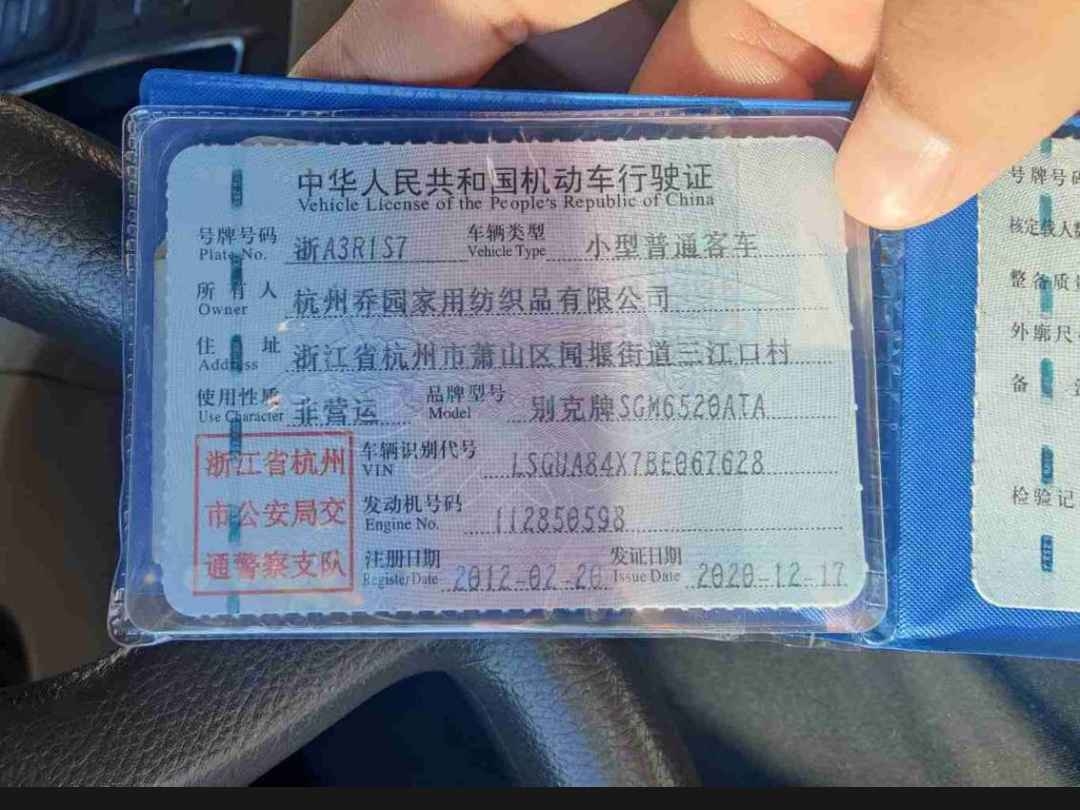 中华人民共和国机动车行驶证
Vehicle License of the People's Republic of China
号牌号码 浙A3R1S7 车辆类型 小型普通客车
Plate No. Vehicle Type
所有人 杭州乔园家用纺织品有限公司
Owner
住址 浙江省杭州市萧山区闻堰街道三江口村
Address
使用性质 非营运 品牌型号 别克牌SGM6520ATA
Use Character Model
浙江省杭州
市公安局交
通警察支队
车辆识别代号 LSGUA84X7BE067628
VIN
发动机号码 112850598
Engine No.
注册日期 2012-02-20 发证日期 2020-12-17
Register Date Issue Date
号牌号码
核定载人数
整备质量
外廓尺
备
检验记